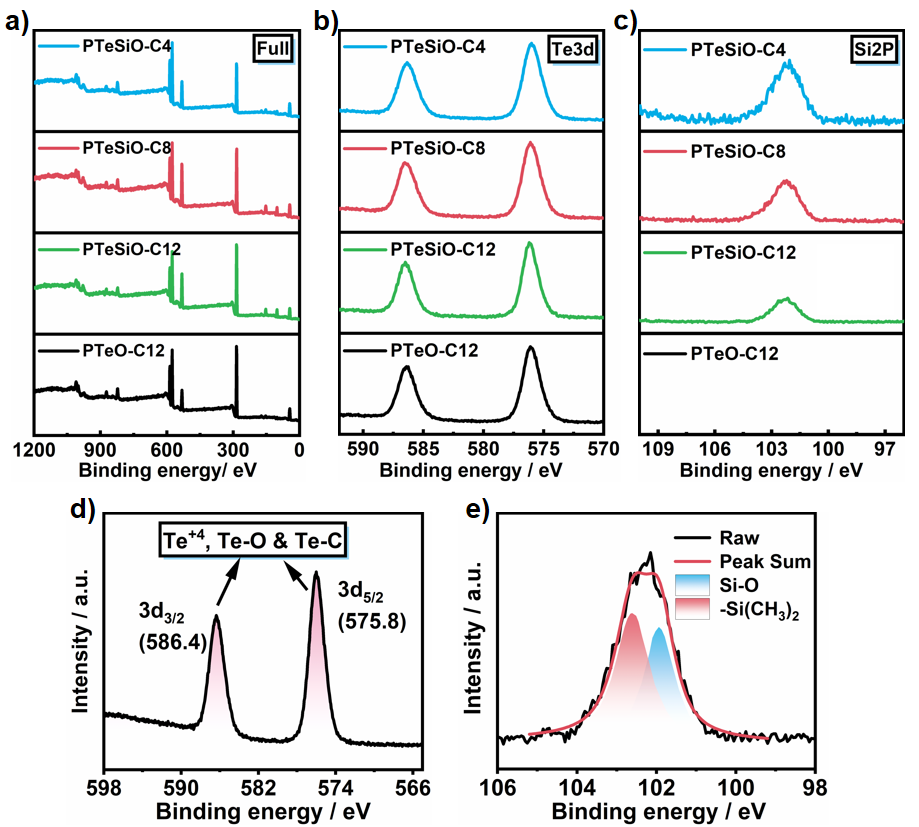 a)
PTeSiO-C4
Full
PTeSiO-C8
PTeSiO-C12
PTeO-C12
1200 900 600 300 0
Binding energy/ eV
b)
PTeSiO-C4
Te3d
PTeSiO-C8
PTeSiO-C12
PTeO-C12
590 585 580 575 570
Binding energy / eV
c)
PTeSiO-C4
Si2P
PTeSiO-C8
PTeSiO-C12
PTeO-C12
109 106 103 100 97
Binding energy / eV
d)
Te+4, Te-O & Te-C
3d3/2
(586.4)
3d5/2
(575.8)
Intensity / a.u.
598 590 582 574 566
Binding energy / eV
e)
Raw
Peak Sum
Si-O
-Si(CH3)2
Intensity / a.u.
106 104 102 100 98
Binding energy / eV